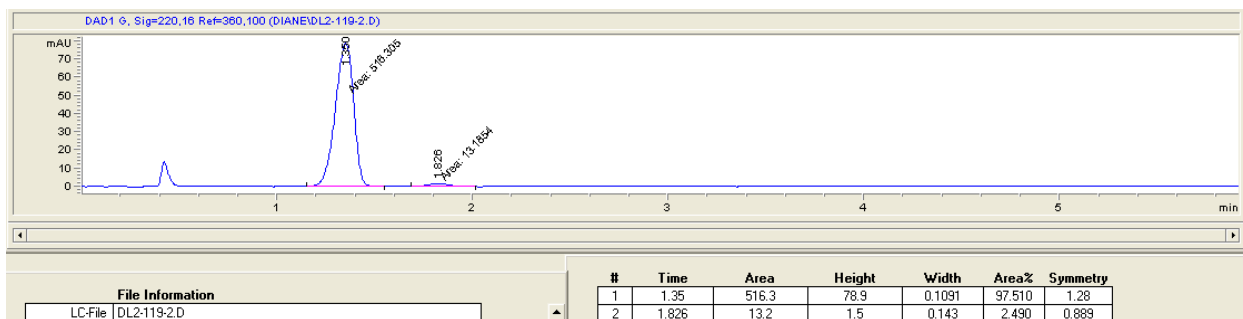 DAD1 G, Sig=220,16 Ref=360,100 (DIANE\DL2-119-2.D)
mAU
70
60
50
40
30
20
10
0
1.350
Area: 516.305
1.826
Area: 13.1854
1 2 3 4 5 min
File Information
LC-File DL2-119-2.D
# Time Area Height Width Area% Symmetry
1 1.35 516.3 78.9 0.1091 97.510 1.28
2 1.826 13.2 1.5 0.143 2.490 0.889